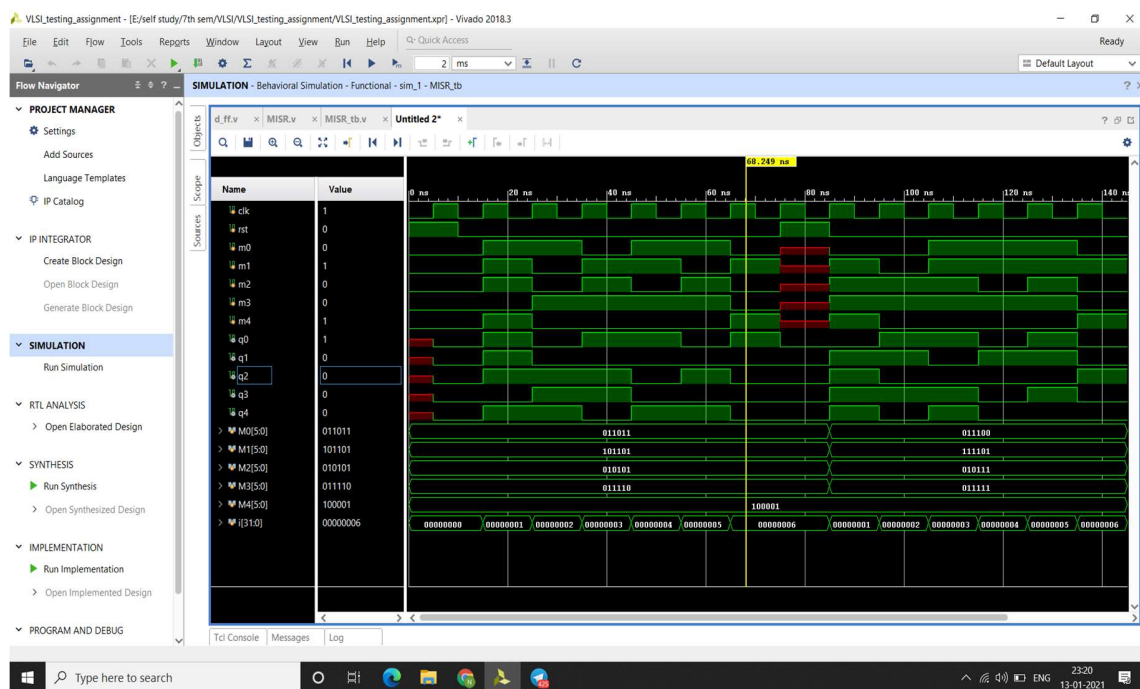 VLSI_testing_assignment - [E:/self study/7th sem/VLSI/VLSI_testing_assignment/VLSI_testing_assignment.xpr] - Vivado 2018.3
File Edit Flow Tools Reports Window Layout View Run Help Q- Quick Access Ready
2 ms Default Layout
Flow Navigator
SIMULATION - Behavioral Simulation - Functional - sim_1 - MISR_tb
PROJECT MANAGER
Settings
Add Sources
Language Templates
IP Catalog
IP INTEGRATOR
Create Block Design
Open Block Design
Generate Block Design
SIMULATION
Run Simulation
RTL ANALYSIS
Open Elaborated Design
SYNTHESIS
Run Synthesis
Open Synthesized Design
IMPLEMENTATION
Run Implementation
Open Implemented Design
PROGRAM AND DEBUG
Objects
Scope
Sources
d_ff.v × MISR.v × MISR_tb.v × Untitled 2* ×
68.249 ns
Name Value 0 ns 20 ns 40 ns 60 ns 80 ns 100 ns 120 ns 140 n
clk 1
rst 0
m0 0
m1 1
m2 0
m3 0
m4 1
q0 1
q1 0
q2 0
q3 0
q4 0
M0[5:0] 011011 011011 011100
M1[5:0] 101101 101101 111101
M2[5:0] 010101 010101 010111
M3[5:0] 011110 011110 011111
M4[5:0] 100001 100001
i[31:0] 00000006 00000000 00000001 00000002 00000003 00000004 00000005 00000006 00000001 00000002 00000003 00000004 00000005 00000006
Tcl Console Messages Log
Type here to search
ENG
23:20
13-01-2021